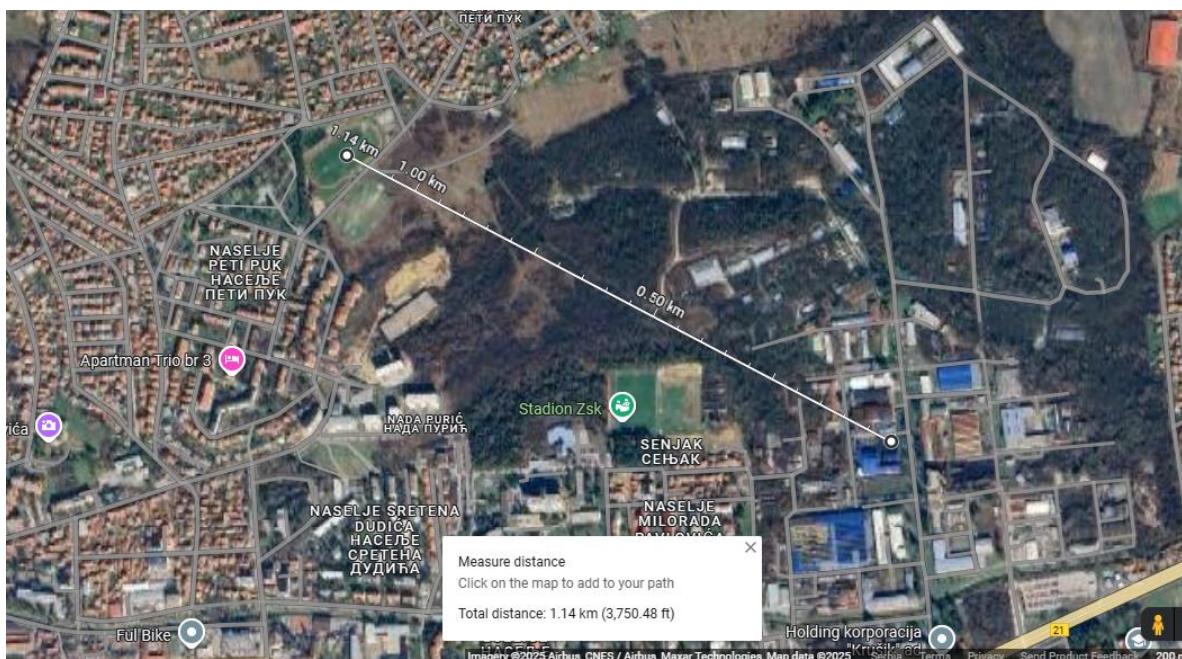 ПЕТИ ПУК
1.14 km
1.00 km
NASELJE
PETI PUK
НАСЕЉЕ
ПЕТИ ПУК
0.50 km
Apartman Trio br 3
Stadion Zsk
NADA PURIĆ
НАДА ПУРИЋ
SENJAK
СЕЊАК
NASELJE SRETENA
DUDIĆA
НАСЕЉЕ
СРЕТЕНА
ДУДИЋА
NASELJE
MILORADA
Measure distance
Click on the map to add to your path
Total distance: 1.14 km (3,750.48 ft)
Ful Bike
Holding korporacija
"Krušik" ad
21
Imagery ©2025 Airbus, CNES / Airbus, Maxar Technologies, Map data ©2025 Serbia Terms Privacy Send Product Feedback 200 m